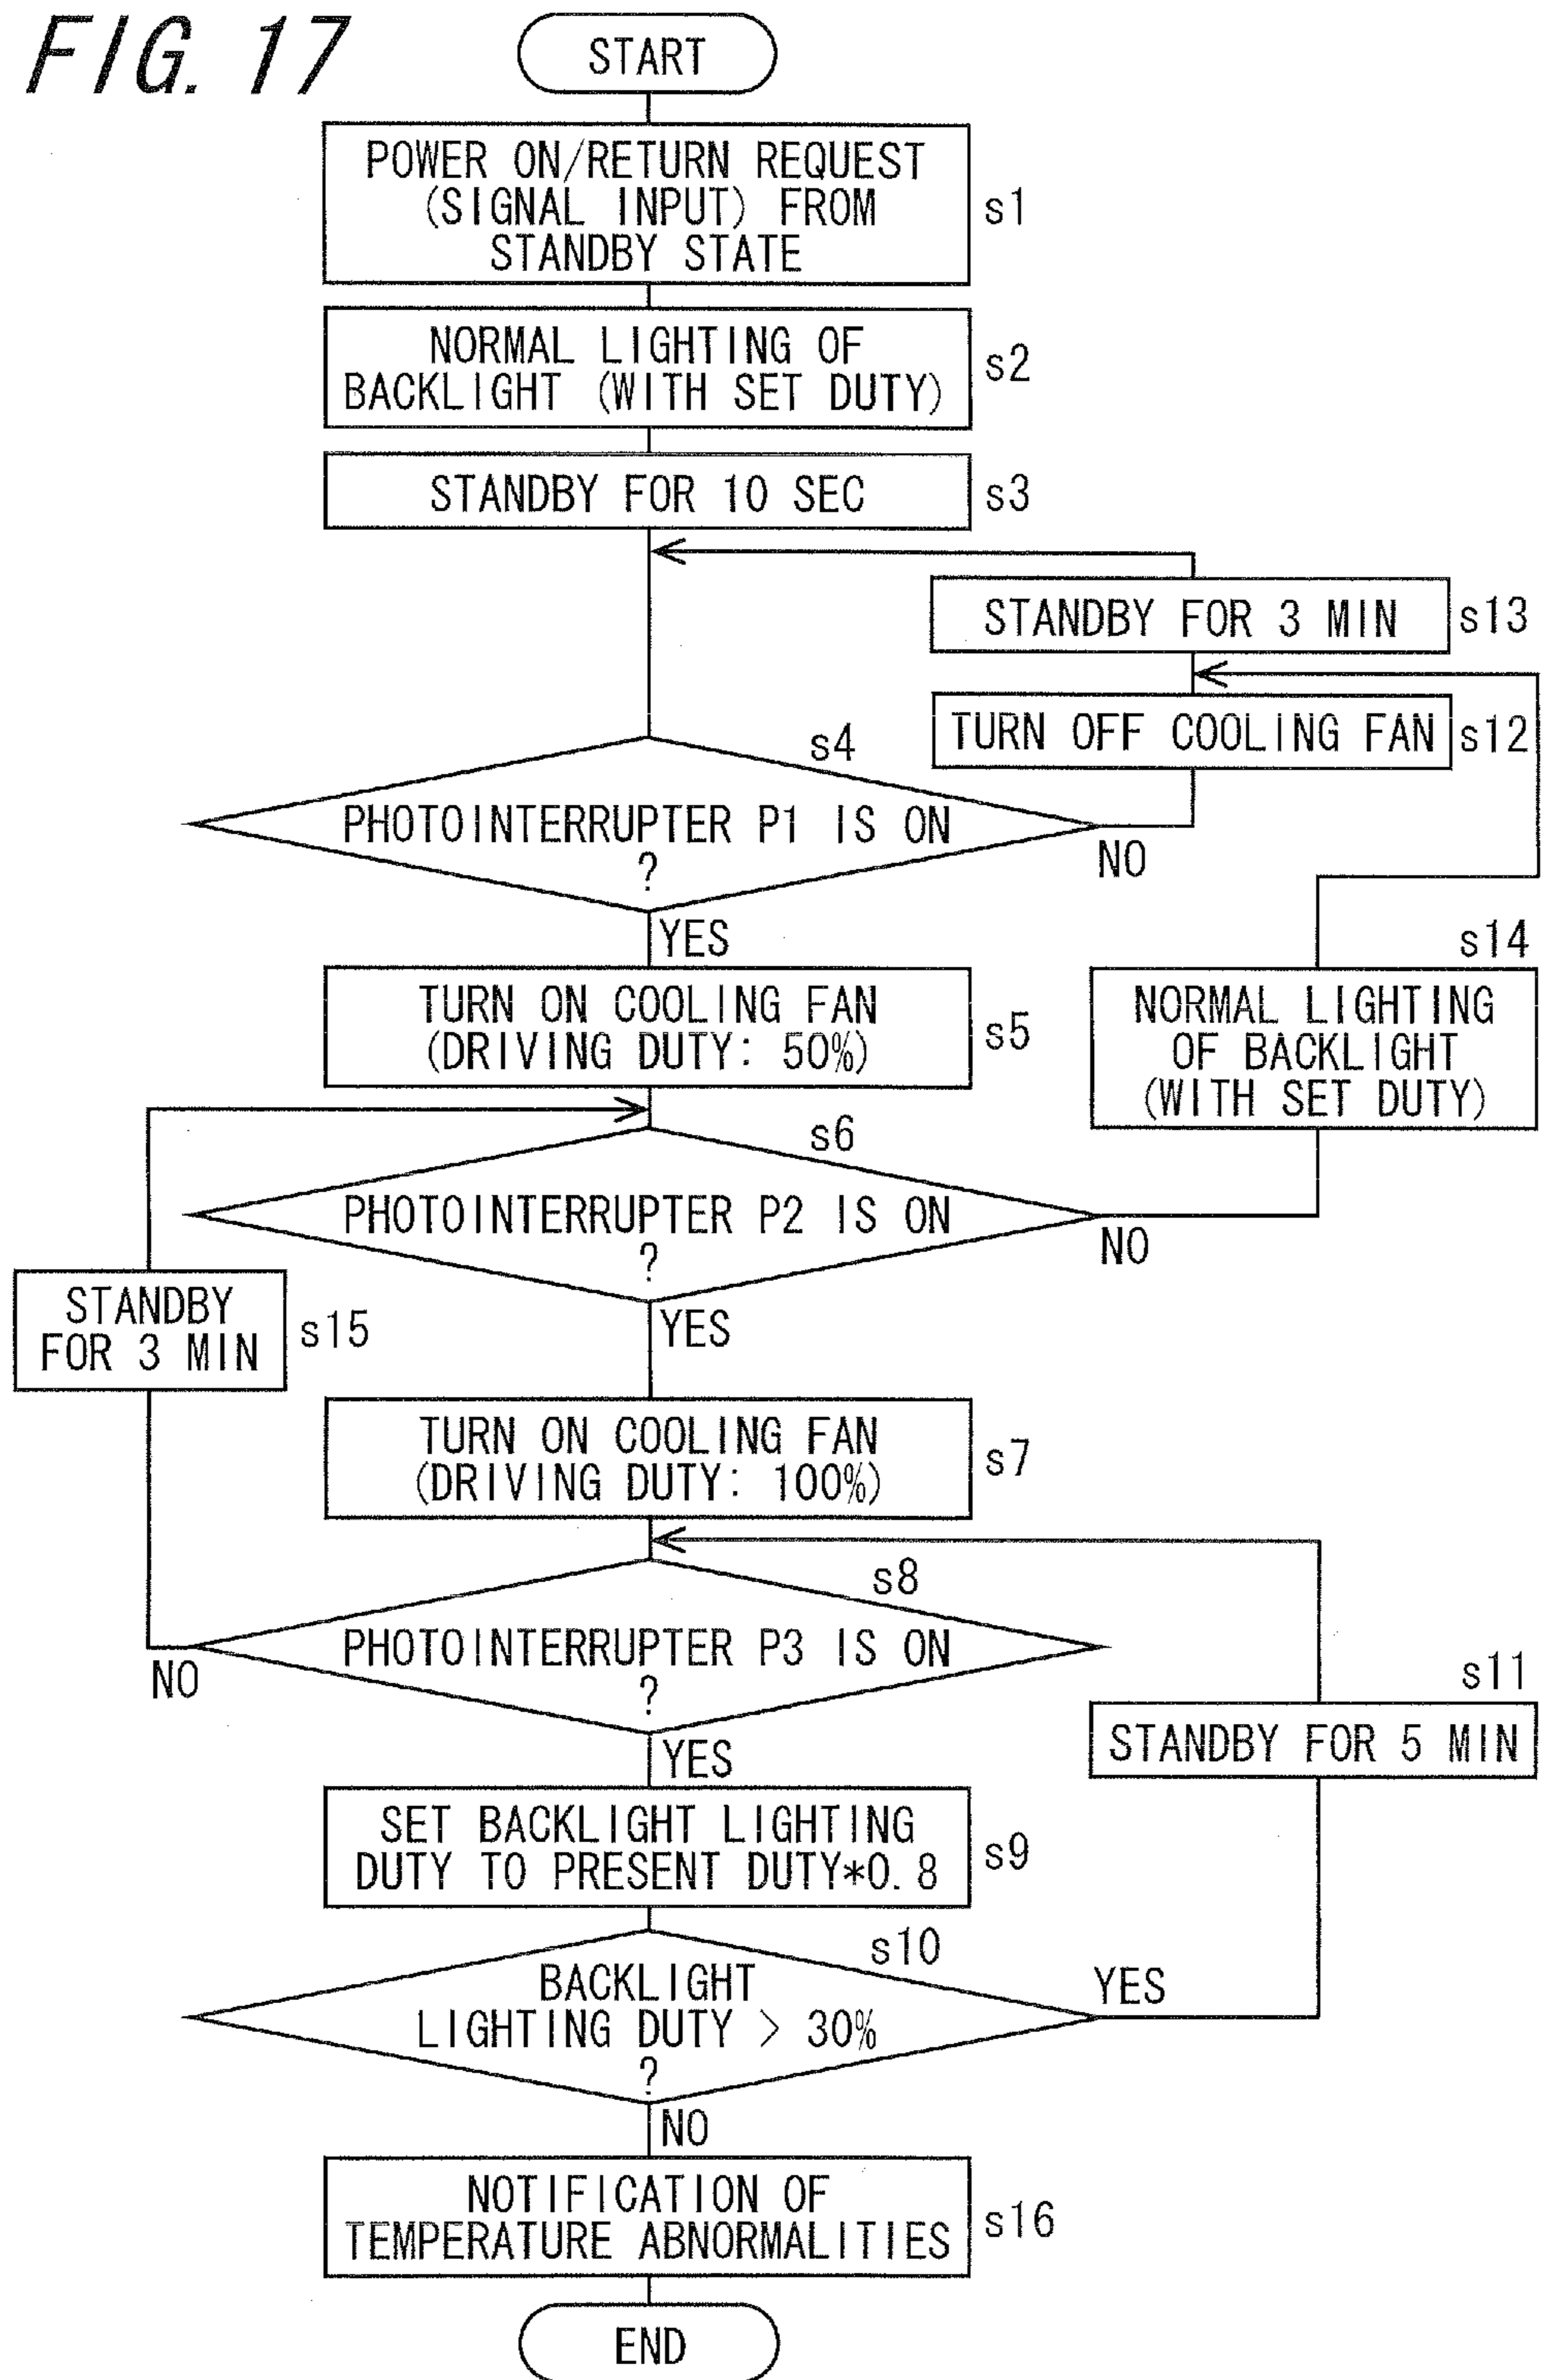 FIG. 17
START
POWER ON/RETURN REQUEST
(SIGNAL INPUT) FROM
STANDBY STATE
s1
NORMAL LIGHTING OF
BACKLIGHT (WITH SET DUTY)
s2
STANDBY FOR 10 SEC
s3
STANDBY FOR 3 MIN
s13
TURN OFF COOLING FAN
s12
s4
PHOTOINTERRUPTER P1 IS ON
?
NO
YES
s14
TURN ON COOLING FAN
(DRIVING DUTY: 50%)
s5
NORMAL LIGHTING
OF BACKLIGHT
(WITH SET DUTY)
s6
PHOTOINTERRUPTER P2 IS ON
?
NO
YES
STANDBY
FOR 3 MIN
s15
TURN ON COOLING FAN
(DRIVING DUTY: 100%)
s7
s8
PHOTOINTERRUPTER P3 IS ON
?
NO
YES
s11
STANDBY FOR 5 MIN
SET BACKLIGHT LIGHTING
DUTY TO PRESENT DUTY*0.8
s9
s10
BACKLIGHT
LIGHTING DUTY > 30%
?
YES
NO
NOTIFICATION OF
TEMPERATURE ABNORMALITIES
s16
END